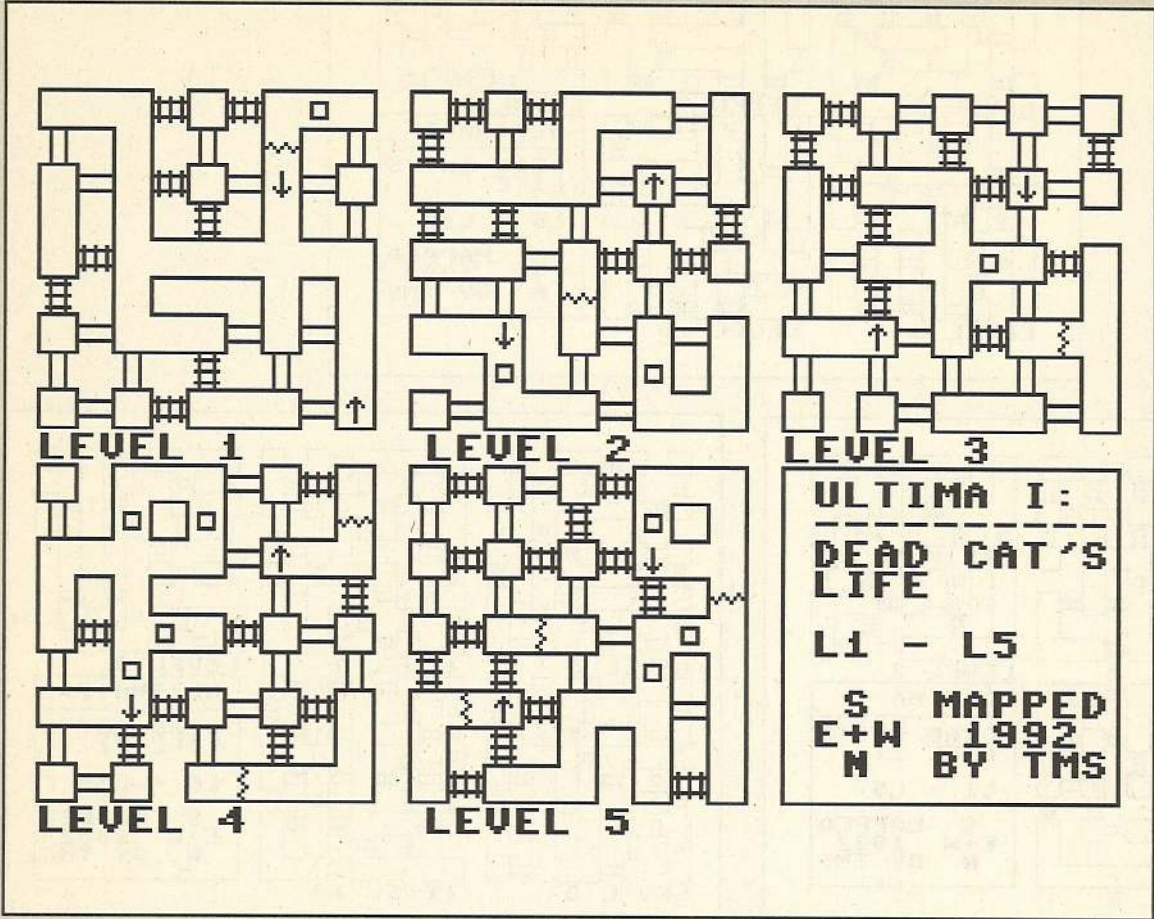 LEVEL 1
LEVEL 2
LEVEL 3
LEVEL 4
LEVEL 5
ULTIMA I:
DEAD CAT'S
LIFE
L1 - L5
S MAPPED
E+W 1992
N BY TMS